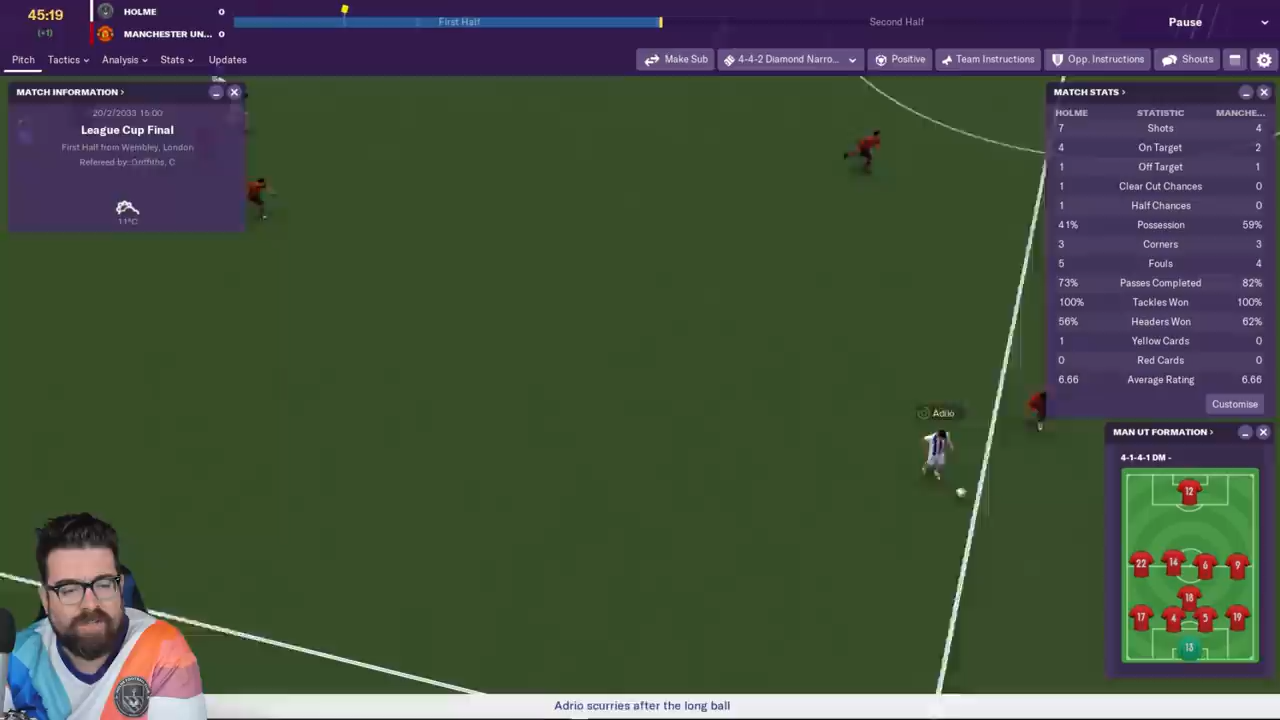 45:19
(+1)
HOLME 0
MANCHESTER UN... 0
First Half
Second Half
Pause
Pitch
Tactics
Analysis
Stats
Updates
Make Sub
4-4-2 Diamond Narro...
Positive
Team Instructions
Opp. Instructions
Shouts
MATCH INFORMATION
20/2/2033 15:00
League Cup Final
First Half from Wembley, London
Refereed by: Griffiths, C
11°C
MATCH STATS
HOLME STATISTIC MANCHE...
7 Shots 4
4 On Target 2
1 Off Target 1
1 Clear Cut Chances 0
1 Half Chances 0
41% Possession 59%
3 Corners 3
5 Fouls 4
73% Passes Completed 82%
100% Tackles Won 100%
56% Headers Won 62%
1 Yellow Cards 0
0 Red Cards 0
6.66 Average Rating 6.66
Customise
Adrio
11
MAN UT FORMATION
4-1-4-1 DM -
12
22 14 6 9
18
17 4 5 19
13
Adrio scurries after the long ball